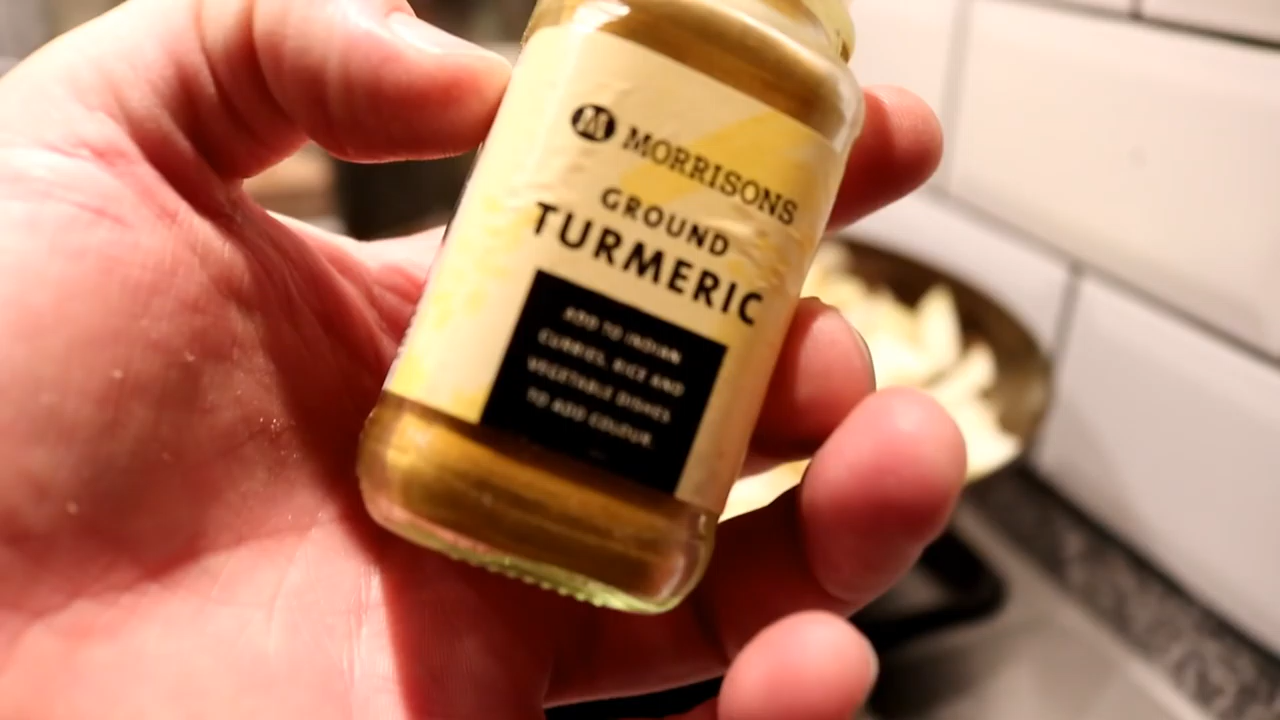 M MORRISONS
GROUND
TURMERIC
ADD TO INDIAN
CURRIES, RICE AND
VEGETABLE DISHES
TO ADD COLOUR